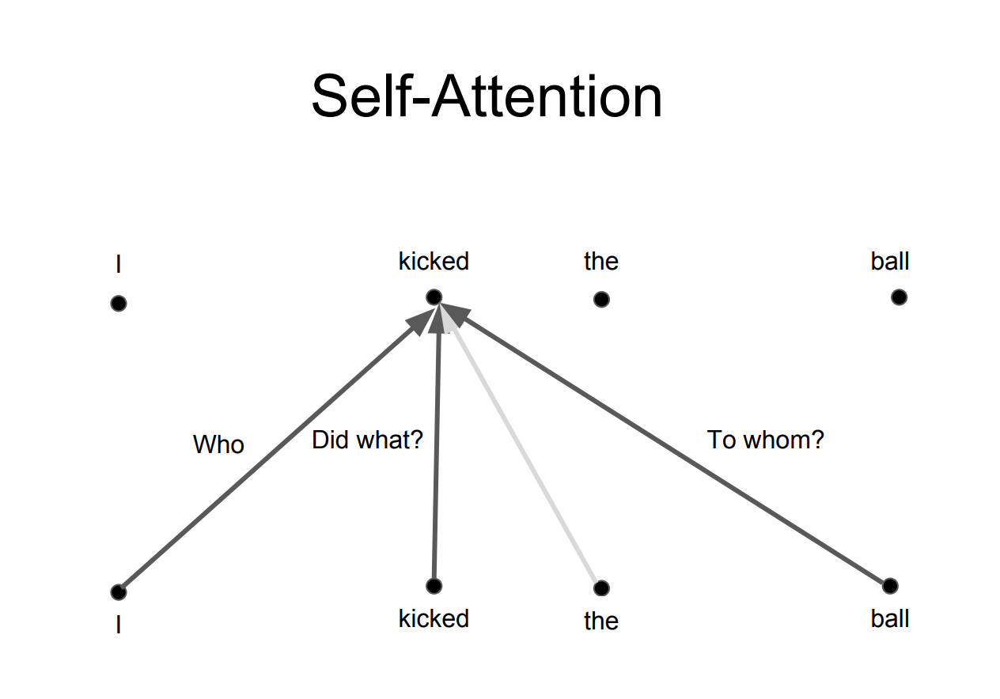 Self-Attention
I kicked the ball
Who Did what? To whom?
I kicked the ball